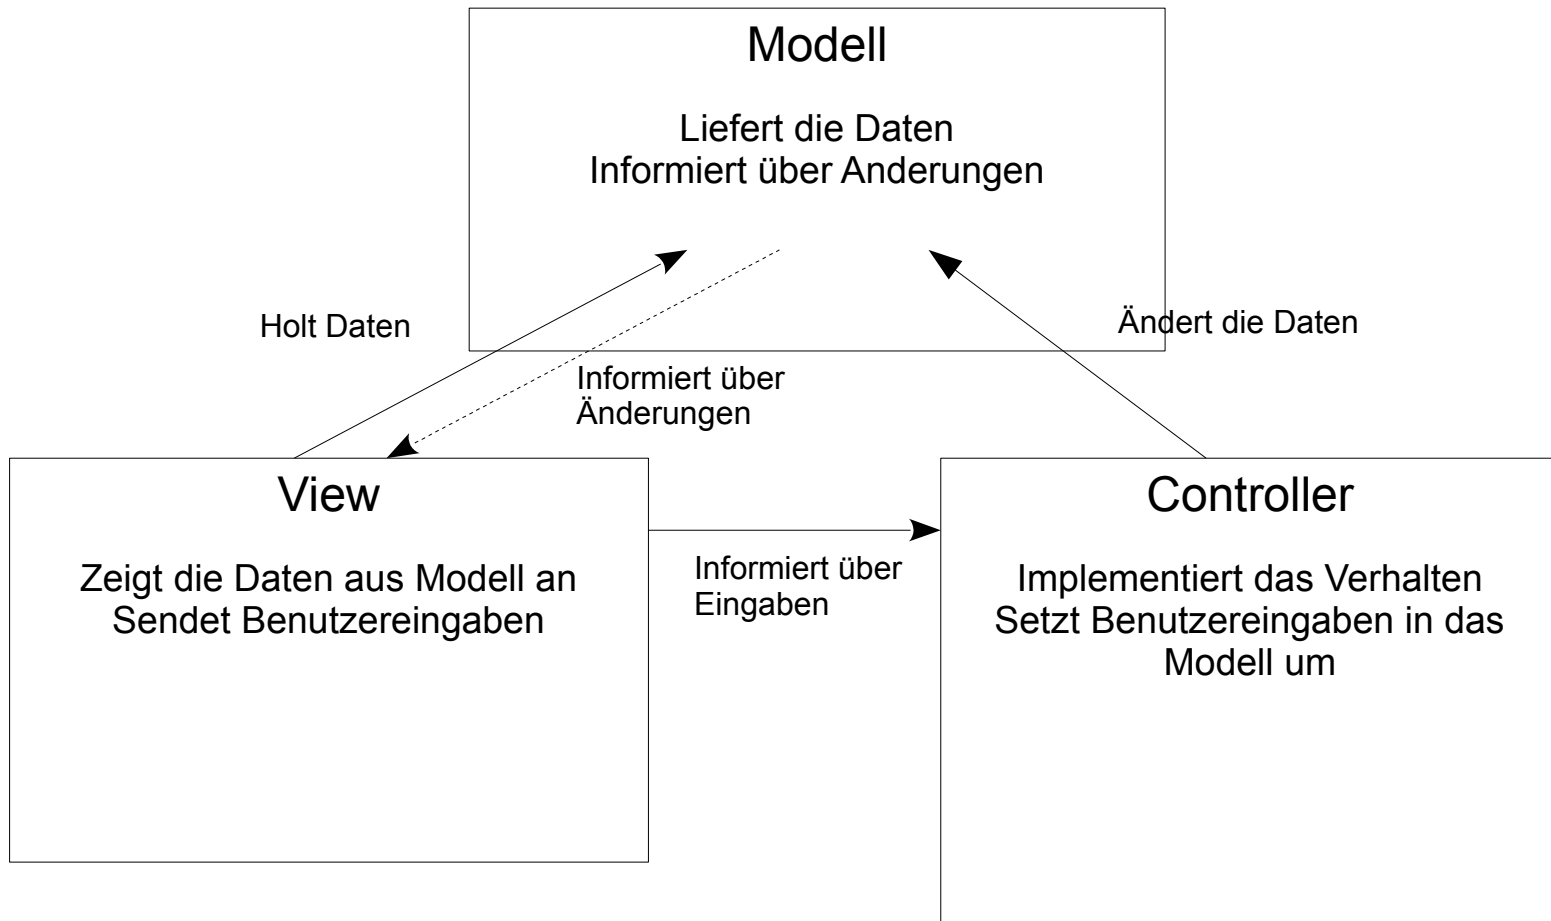 Modell
Liefert die Daten
Informiert über Anderungen
Holt Daten
Ändert die Daten
Informiert über
Änderungen
View
Zeigt die Daten aus Modell an
Sendet Benutzereingaben
Informiert über
Eingaben
Controller
Implementiert das Verhalten
Setzt Benutzereingaben in das
Modell um